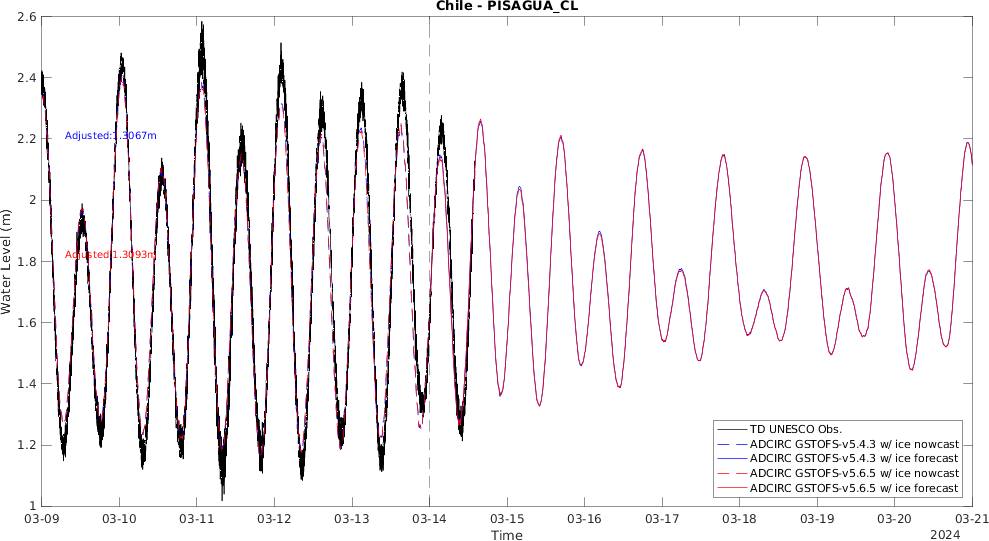 Chile - PISAGUA_CL
Water Level (m)
2.6
2.4
2.2
2
1.8
1.6
1.4
1.2
1
Adjusted:1.3067m
Adjusted:1.3093m
TD UNESCO Obs.
ADCIRC GSTOFS-v5.4.3 w/ ice nowcast
ADCIRC GSTOFS-v5.4.3 w/ ice forecast
ADCIRC GSTOFS-v5.6.5 w/ ice nowcast
ADCIRC GSTOFS-v5.6.5 w/ ice forecast
03-09 03-10 03-11 03-12 03-13 03-14 03-15 03-16 03-17 03-18 03-19 03-20 03-21
Time
2024